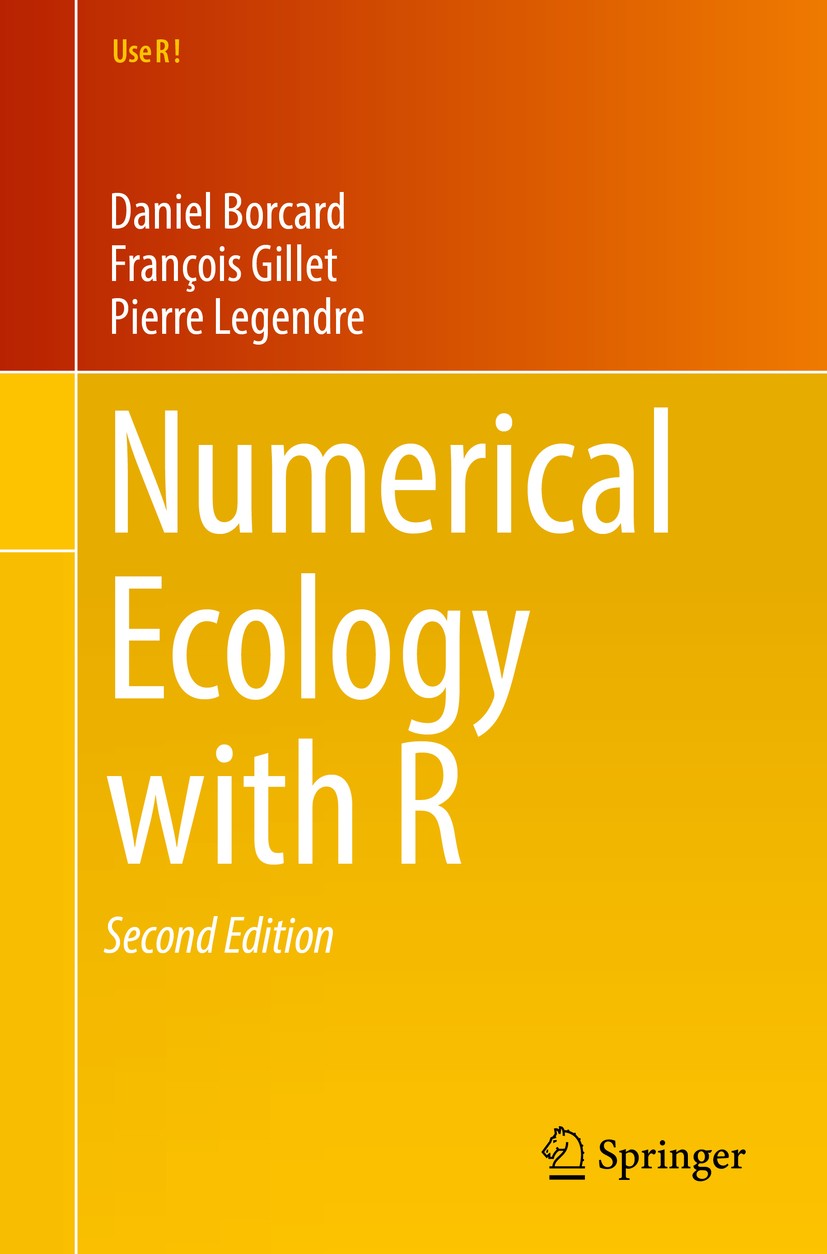 Use R !
Daniel Borcard
François Gillet
Pierre Legendre
Numerical
Ecology
with R
Second Edition
Springer